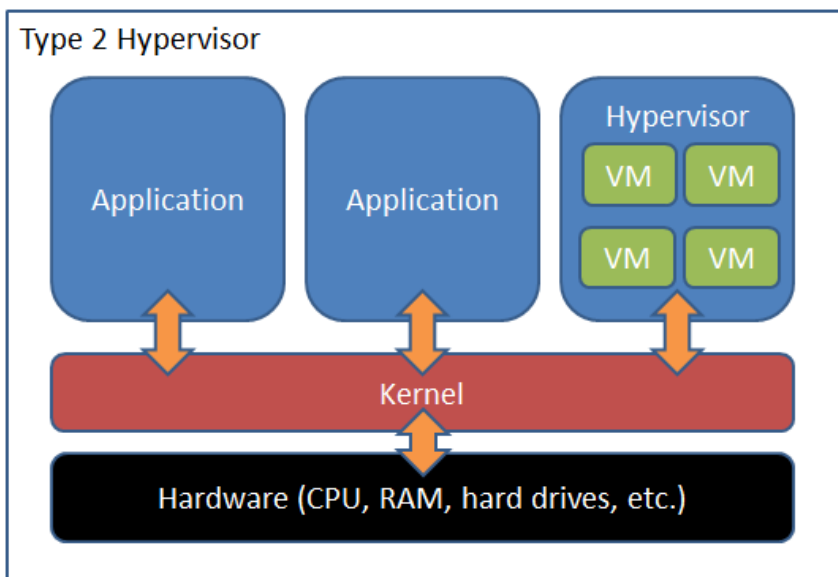 Type 2 Hypervisor
Application
Application
Hypervisor
VM
VM
VM
VM
Kernel
Hardware (CPU, RAM, hard drives, etc.)